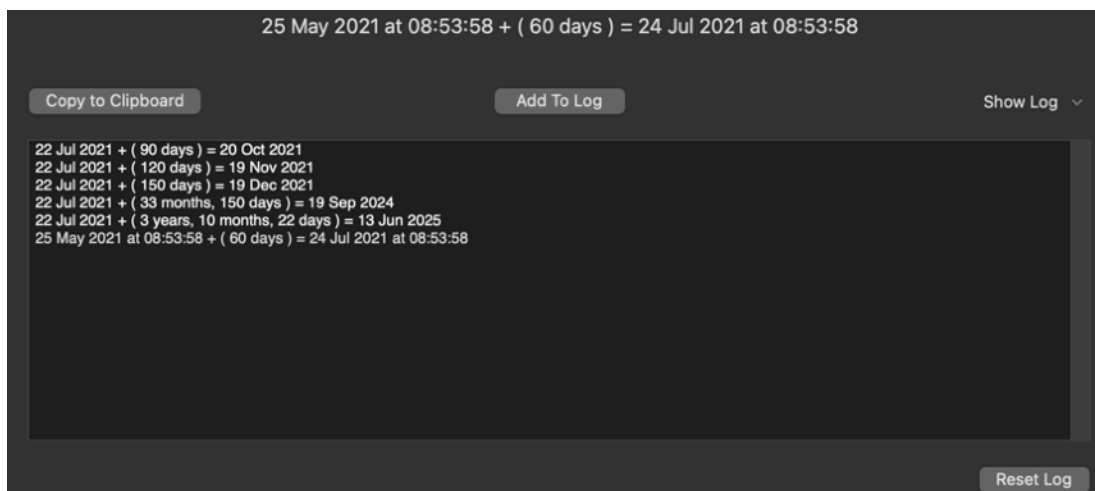 25 May 2021 at 08:53:58 + ( 60 days ) = 24 Jul 2021 at 08:53:58
Copy to Clipboard
Add To Log
Show Log
22 Jul 2021 + ( 90 days ) = 20 Oct 2021
22 Jul 2021 + ( 120 days ) = 19 Nov 2021
22 Jul 2021 + ( 150 days ) = 19 Dec 2021
22 Jul 2021 + ( 33 months, 150 days ) = 19 Sep 2024
22 Jul 2021 + ( 3 years, 10 months, 22 days ) = 13 Jun 2025
25 May 2021 at 08:53:58 + ( 60 days ) = 24 Jul 2021 at 08:53:58
Reset Log